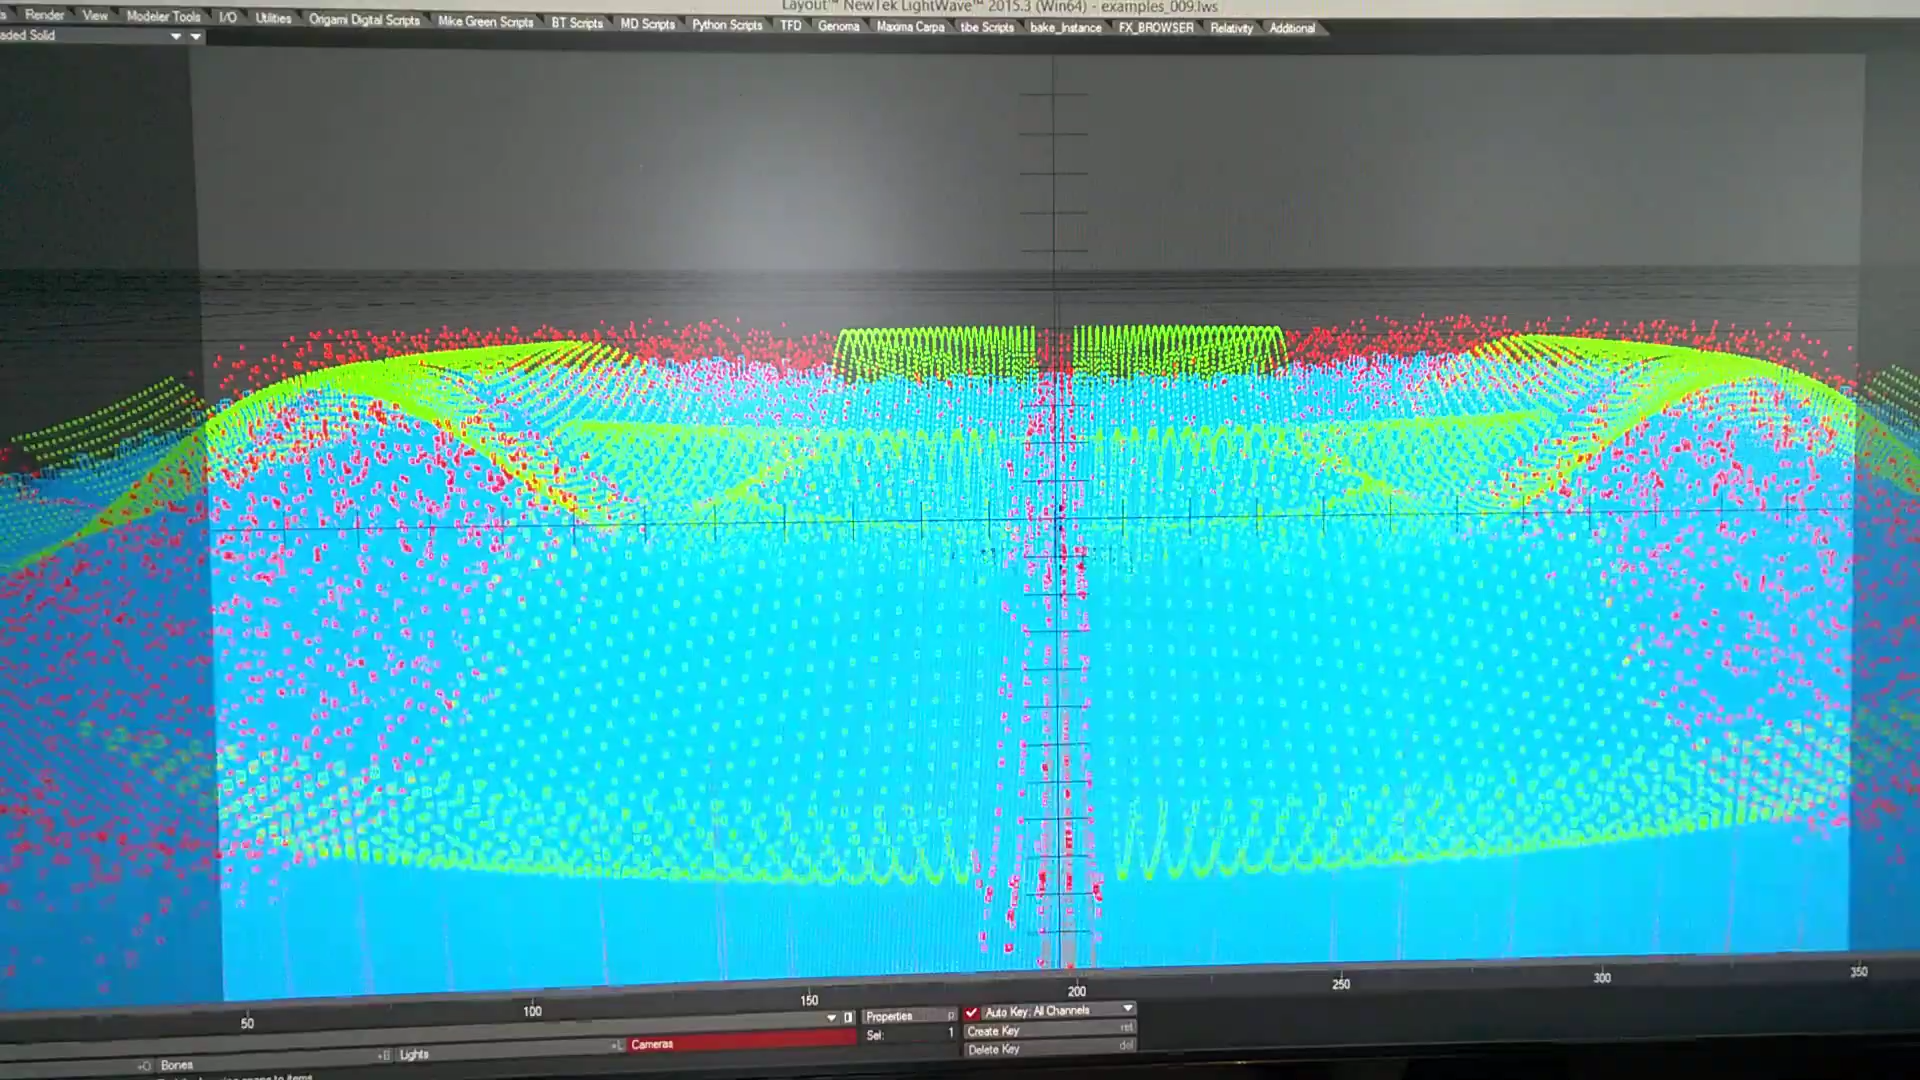 Layout™ NewTek LightWave™ 2015.3 (Win64) - examples_009.lws
Render View Modeler Tools I/O Utilities Origami Digital Scripts Mike Green Scripts BT Scripts MD Scripts Python Scripts TFD Genoma Maxima Carpa tibe Scripts bake_Instance FX_BROWSER Relativity Additional
aded Solid
50 100 150 200 250 300 350
Properties p Auto Key: All Channels
Sel: 1 Create Key ret
Delete Key del
Bones Lights Cameras